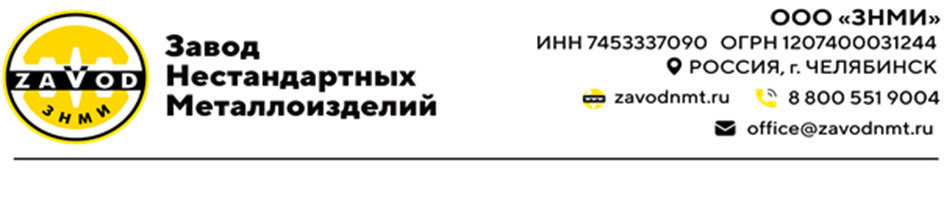 ZAVOD
ЗНМИ
Завод
Нестандартных
Металлоизделий
ООО «ЗНМИ»
ИНН 7453337090 ОГРН 1207400031244
РОССИЯ, г. ЧЕЛЯБИНСК
zavodnmt.ru 8 800 551 9004
office@zavodnmt.ru